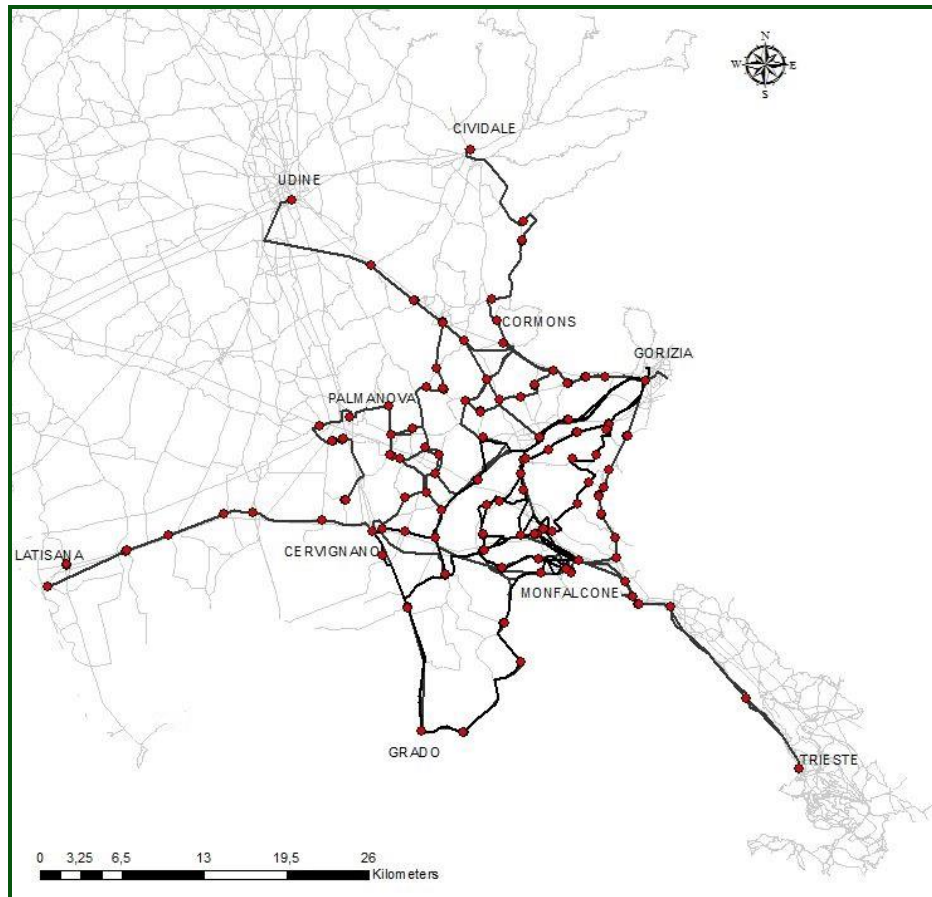 N
W E
S
CIVIDALE
UDINE
CORMONS
GORIZIA
PALMANOVA
LATISANA
CERVIGNANO
MONFALCONE
GRADO
TRIESTE
0 3,25 6,5 13 19,5 26
Kilometers